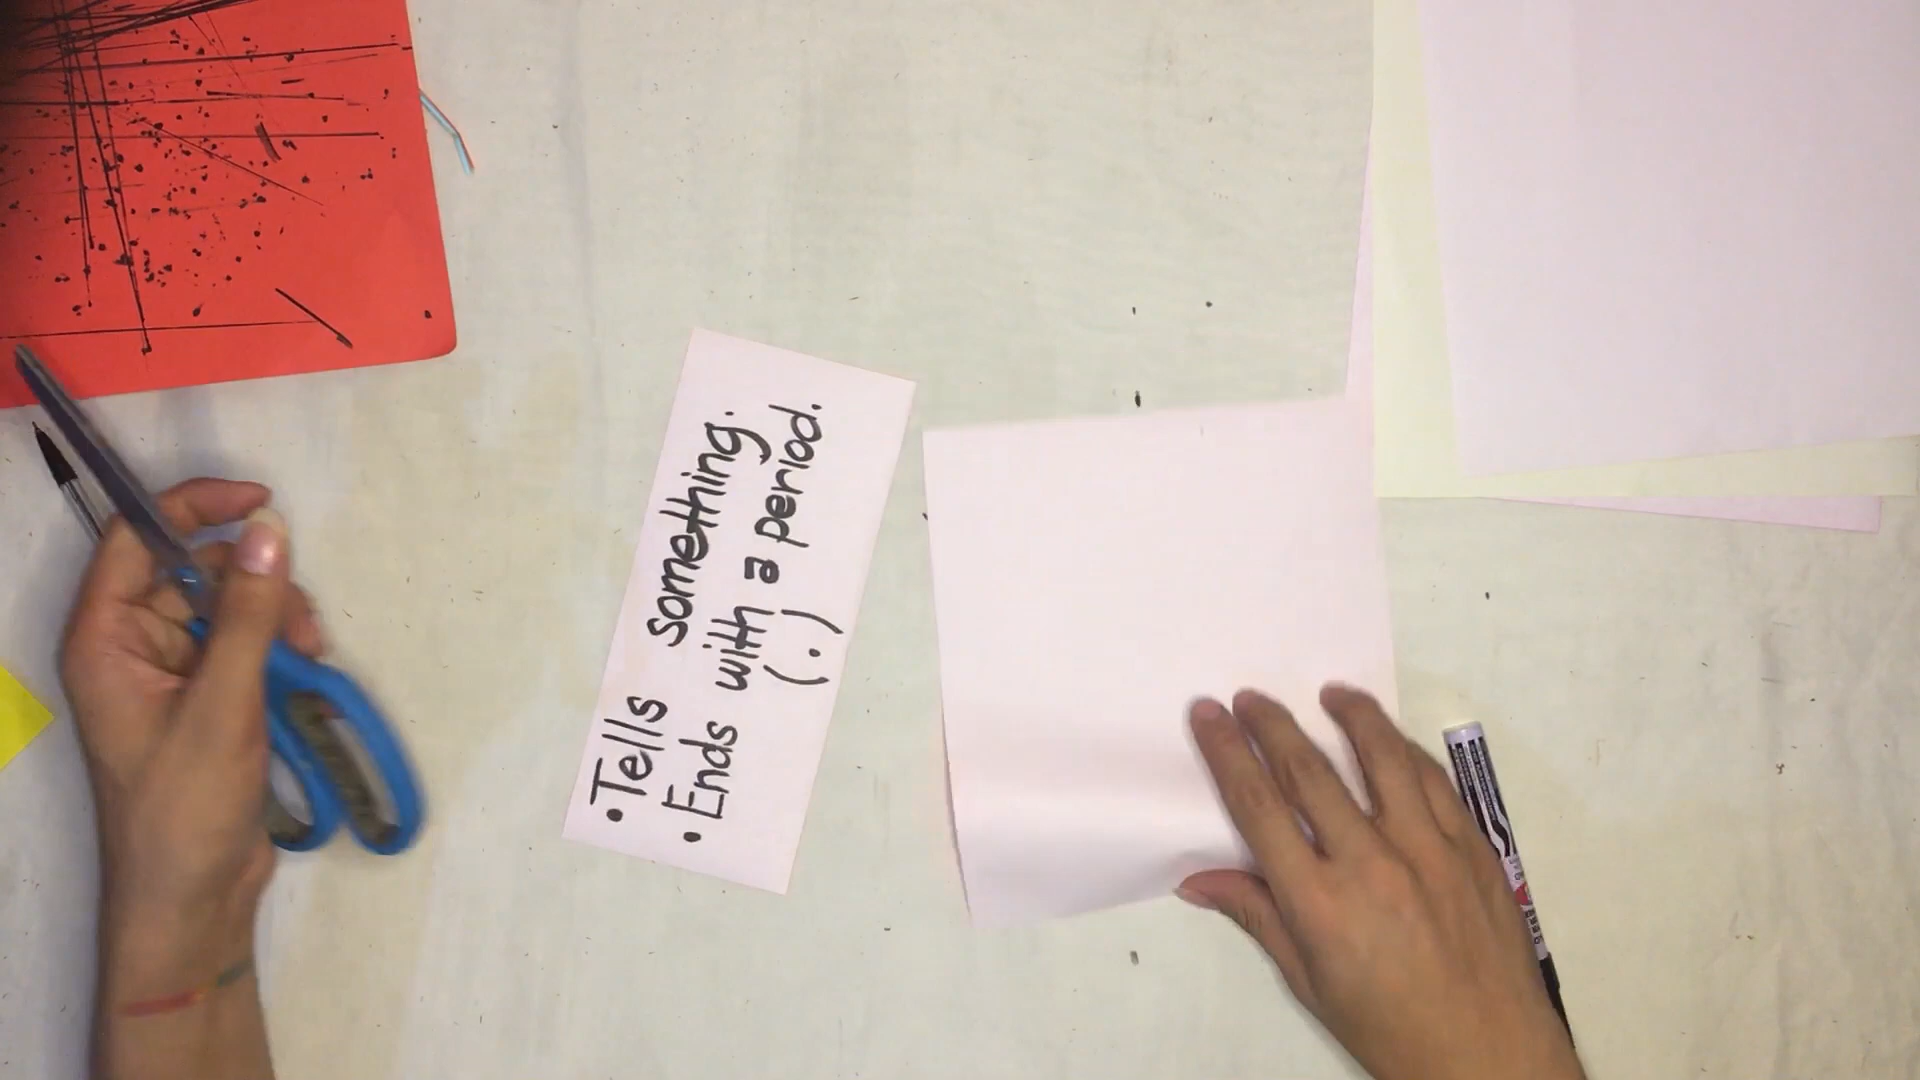 • Tells something.
• Ends with a period.
(.)